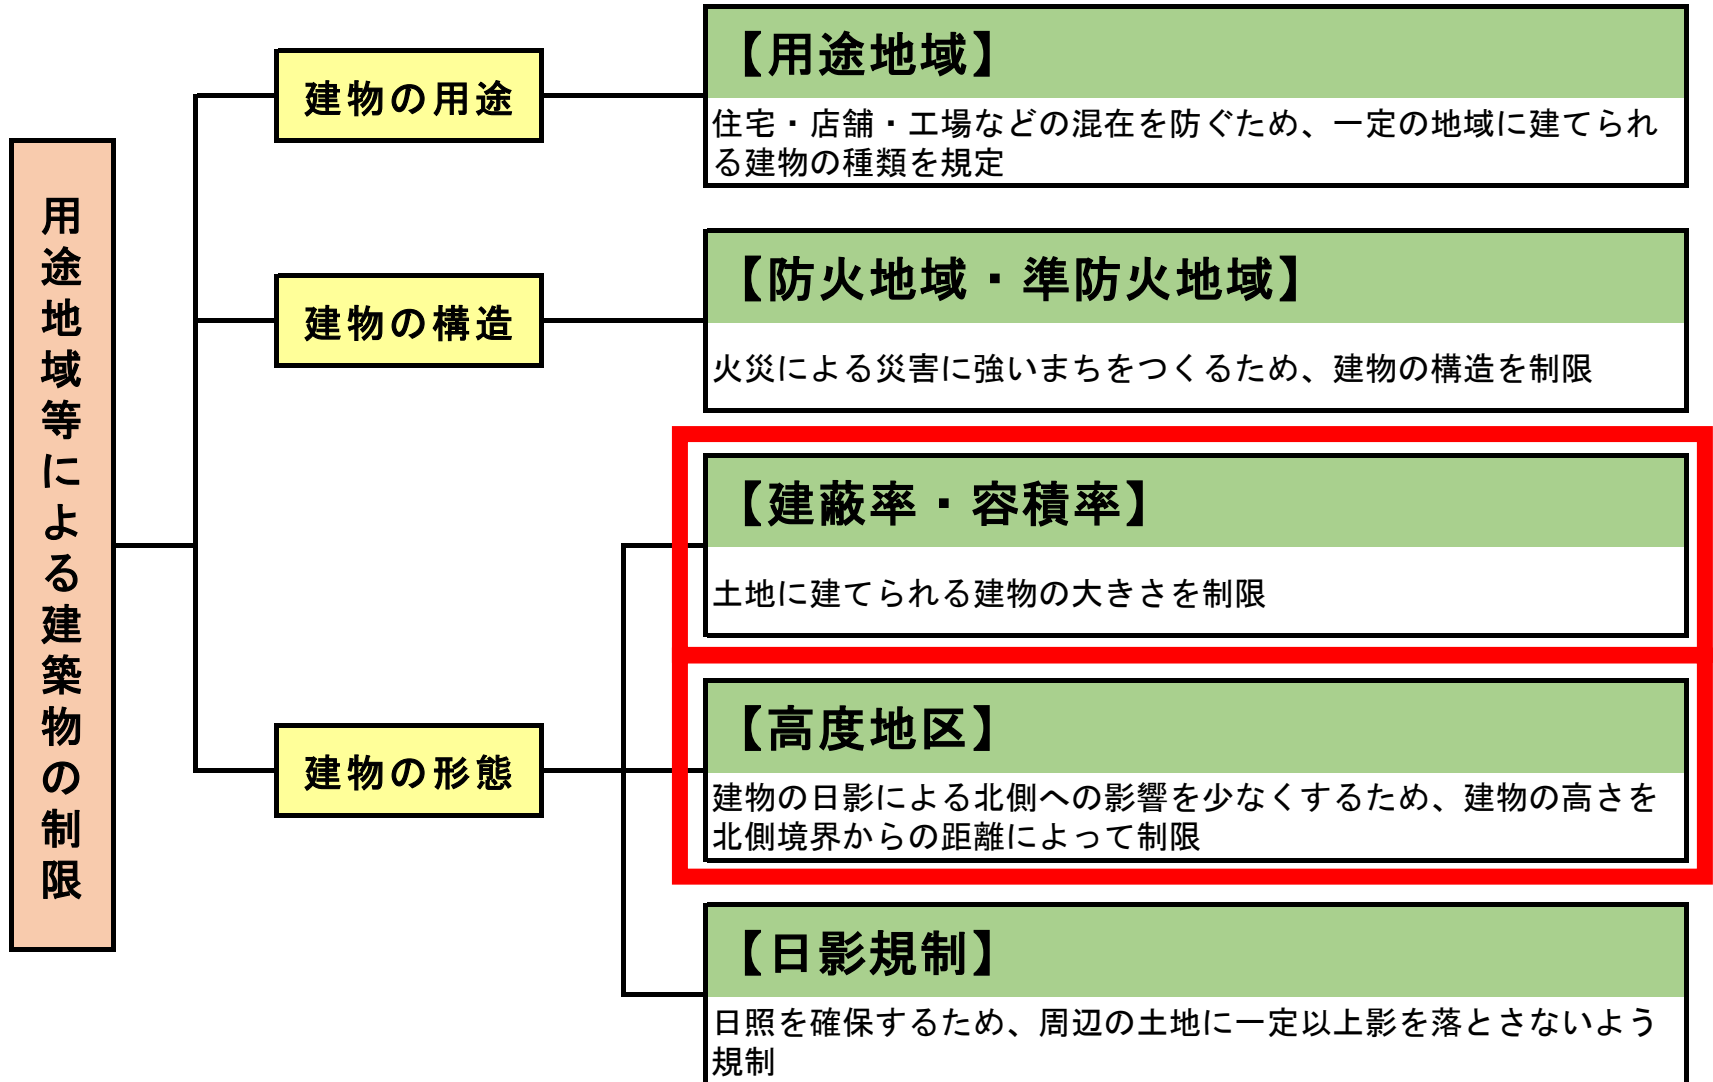 用途地域等による建築物の制限
建物の用途
【用途地域】
住宅・店舗・工場などの混在を防ぐため、一定の地域に建てられ
る建物の種類を規定
建物の構造
【防火地域・準防火地域】
火災による災害に強いまちをつくるため、建物の構造を制限
建物の形態
【建蔽率・容積率】
土地に建てられる建物の大きさを制限
【高度地区】
建物の日影による北側への影響を少なくするため、建物の高さを
北側境界からの距離によって制限
【日影規制】
日照を確保するため、周辺の土地に一定以上影を落とさないよう
規制